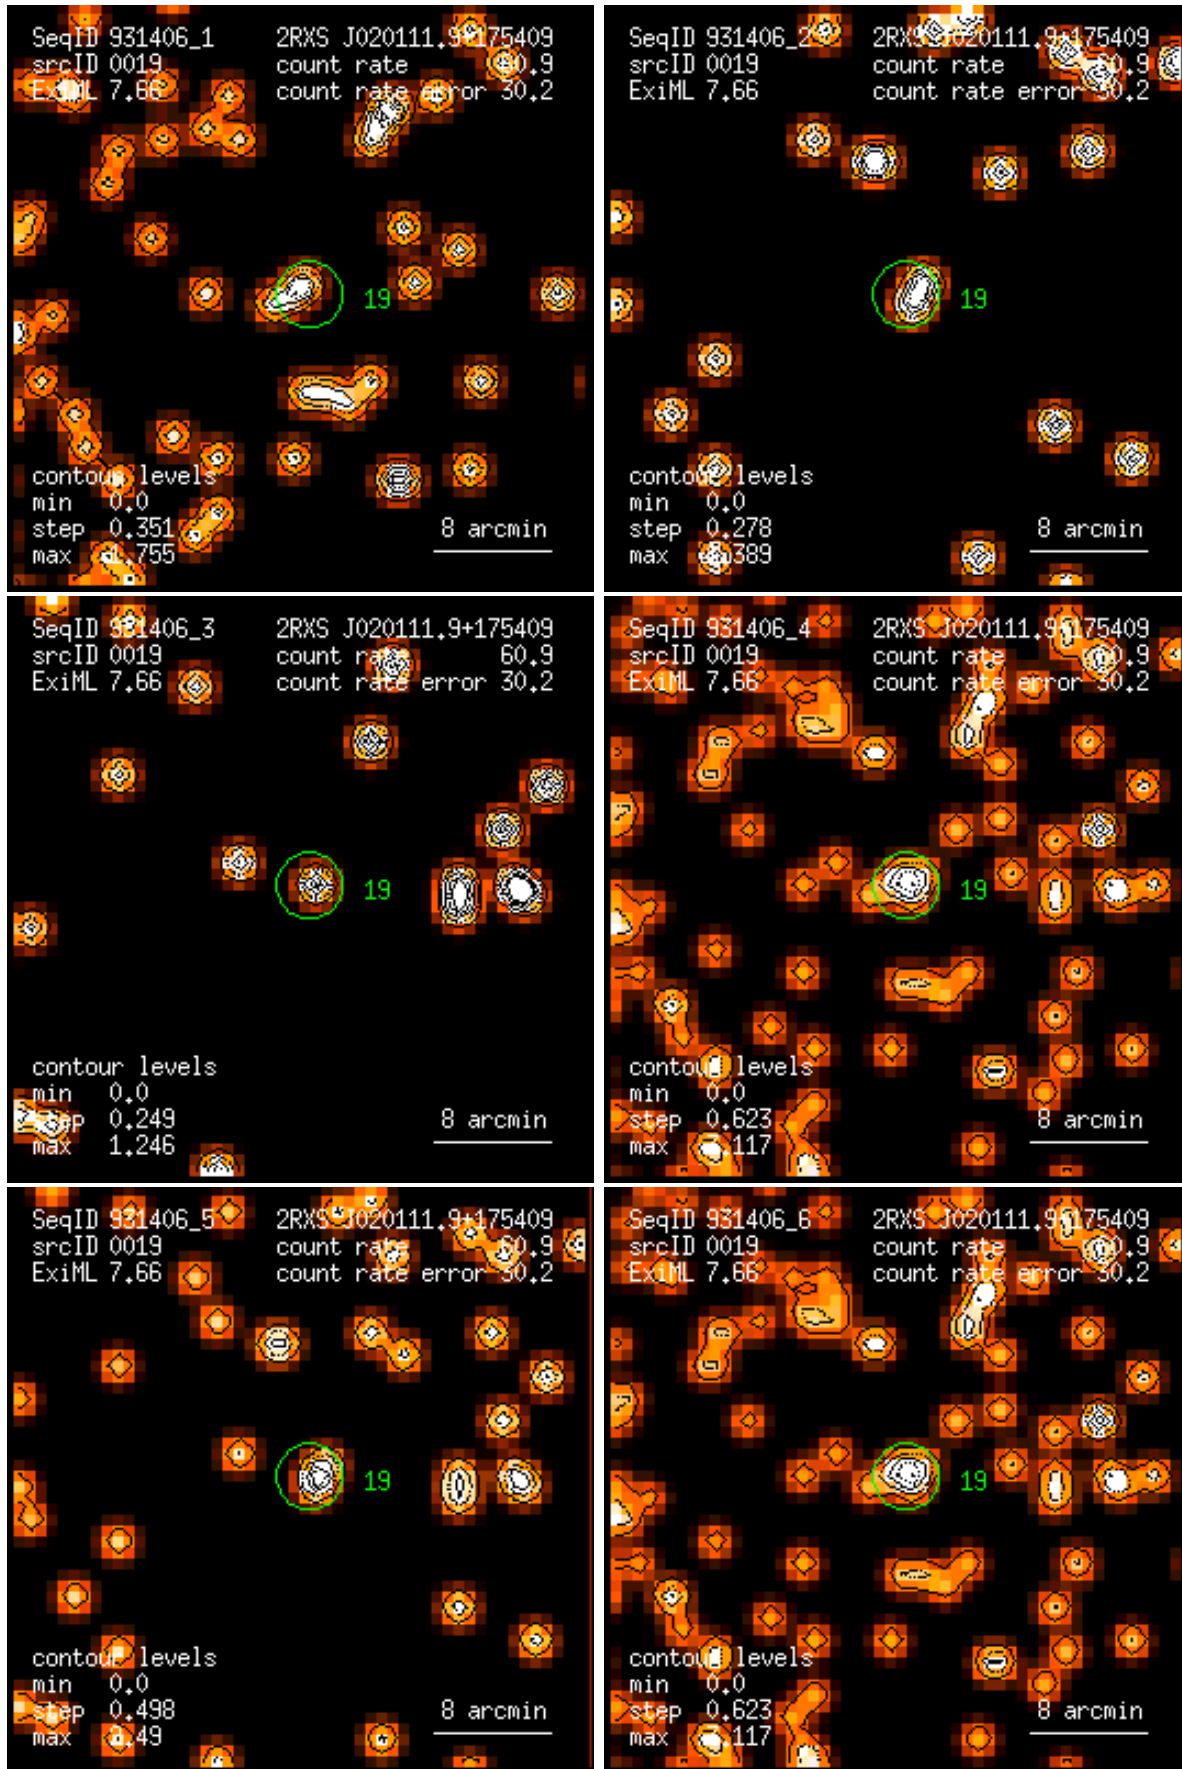 SeqID 931406_1 2RXS J020111.9+175409
srcID 0019 count rate 60.9
ExiML 7.66 count rate error 30.2
19
contour levels
min 0.0
step 0.351
max 1.755
8 arcmin
SeqID 931406_2 2RXS J020111.9+175409
srcID 0019 count rate 60.9
ExiML 7.66 count rate error 30.2
19
contour levels
min 0.0
step 0.278
max 1.389
8 arcmin
SeqID 931406_3 2RXS J020111.9+175409
srcID 0019 count rate 60.9
ExiML 7.66 count rate error 30.2
19
contour levels
min 0.0
step 0.249
max 1.246
8 arcmin
SeqID 931406_4 2RXS J020111.9+175409
srcID 0019 count rate 60.9
ExiML 7.66 count rate error 30.2
19
contour levels
min 0.0
step 0.623
max 3.117
8 arcmin
SeqID 931406_5 2RXS J020111.9+175409
srcID 0019 count rate 60.9
ExiML 7.66 count rate error 30.2
19
contour levels
min 0.0
step 0.498
max 2.49
8 arcmin
SeqID 931406_6 2RXS J020111.9+175409
srcID 0019 count rate 60.9
ExiML 7.66 count rate error 30.2
19
contour levels
min 0.0
step 0.623
max 3.117
8 arcmin